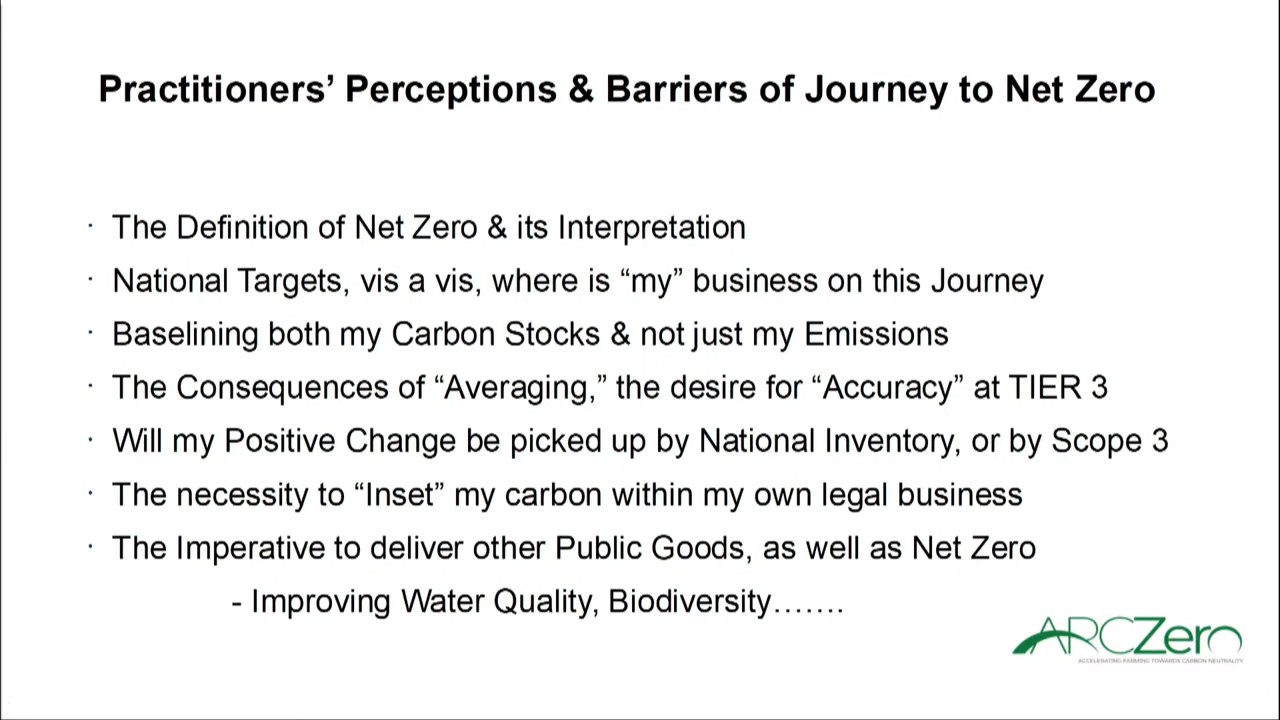 Practitioners’ Perceptions & Barriers of Journey to Net Zero
· The Definition of Net Zero & its Interpretation
· National Targets, vis a vis, where is “my” business on this Journey
· Baselining both my Carbon Stocks & not just my Emissions
· The Consequences of “Averaging,” the desire for “Accuracy” at TIER 3
· Will my Positive Change be picked up by National Inventory, or by Scope 3
· The necessity to “Inset” my carbon within my own legal business
· The Imperative to deliver other Public Goods, as well as Net Zero
- Improving Water Quality, Biodiversity…….
ARCZero
ACCELERATING FARMING TOWARDS CARBON NEUTRALITY